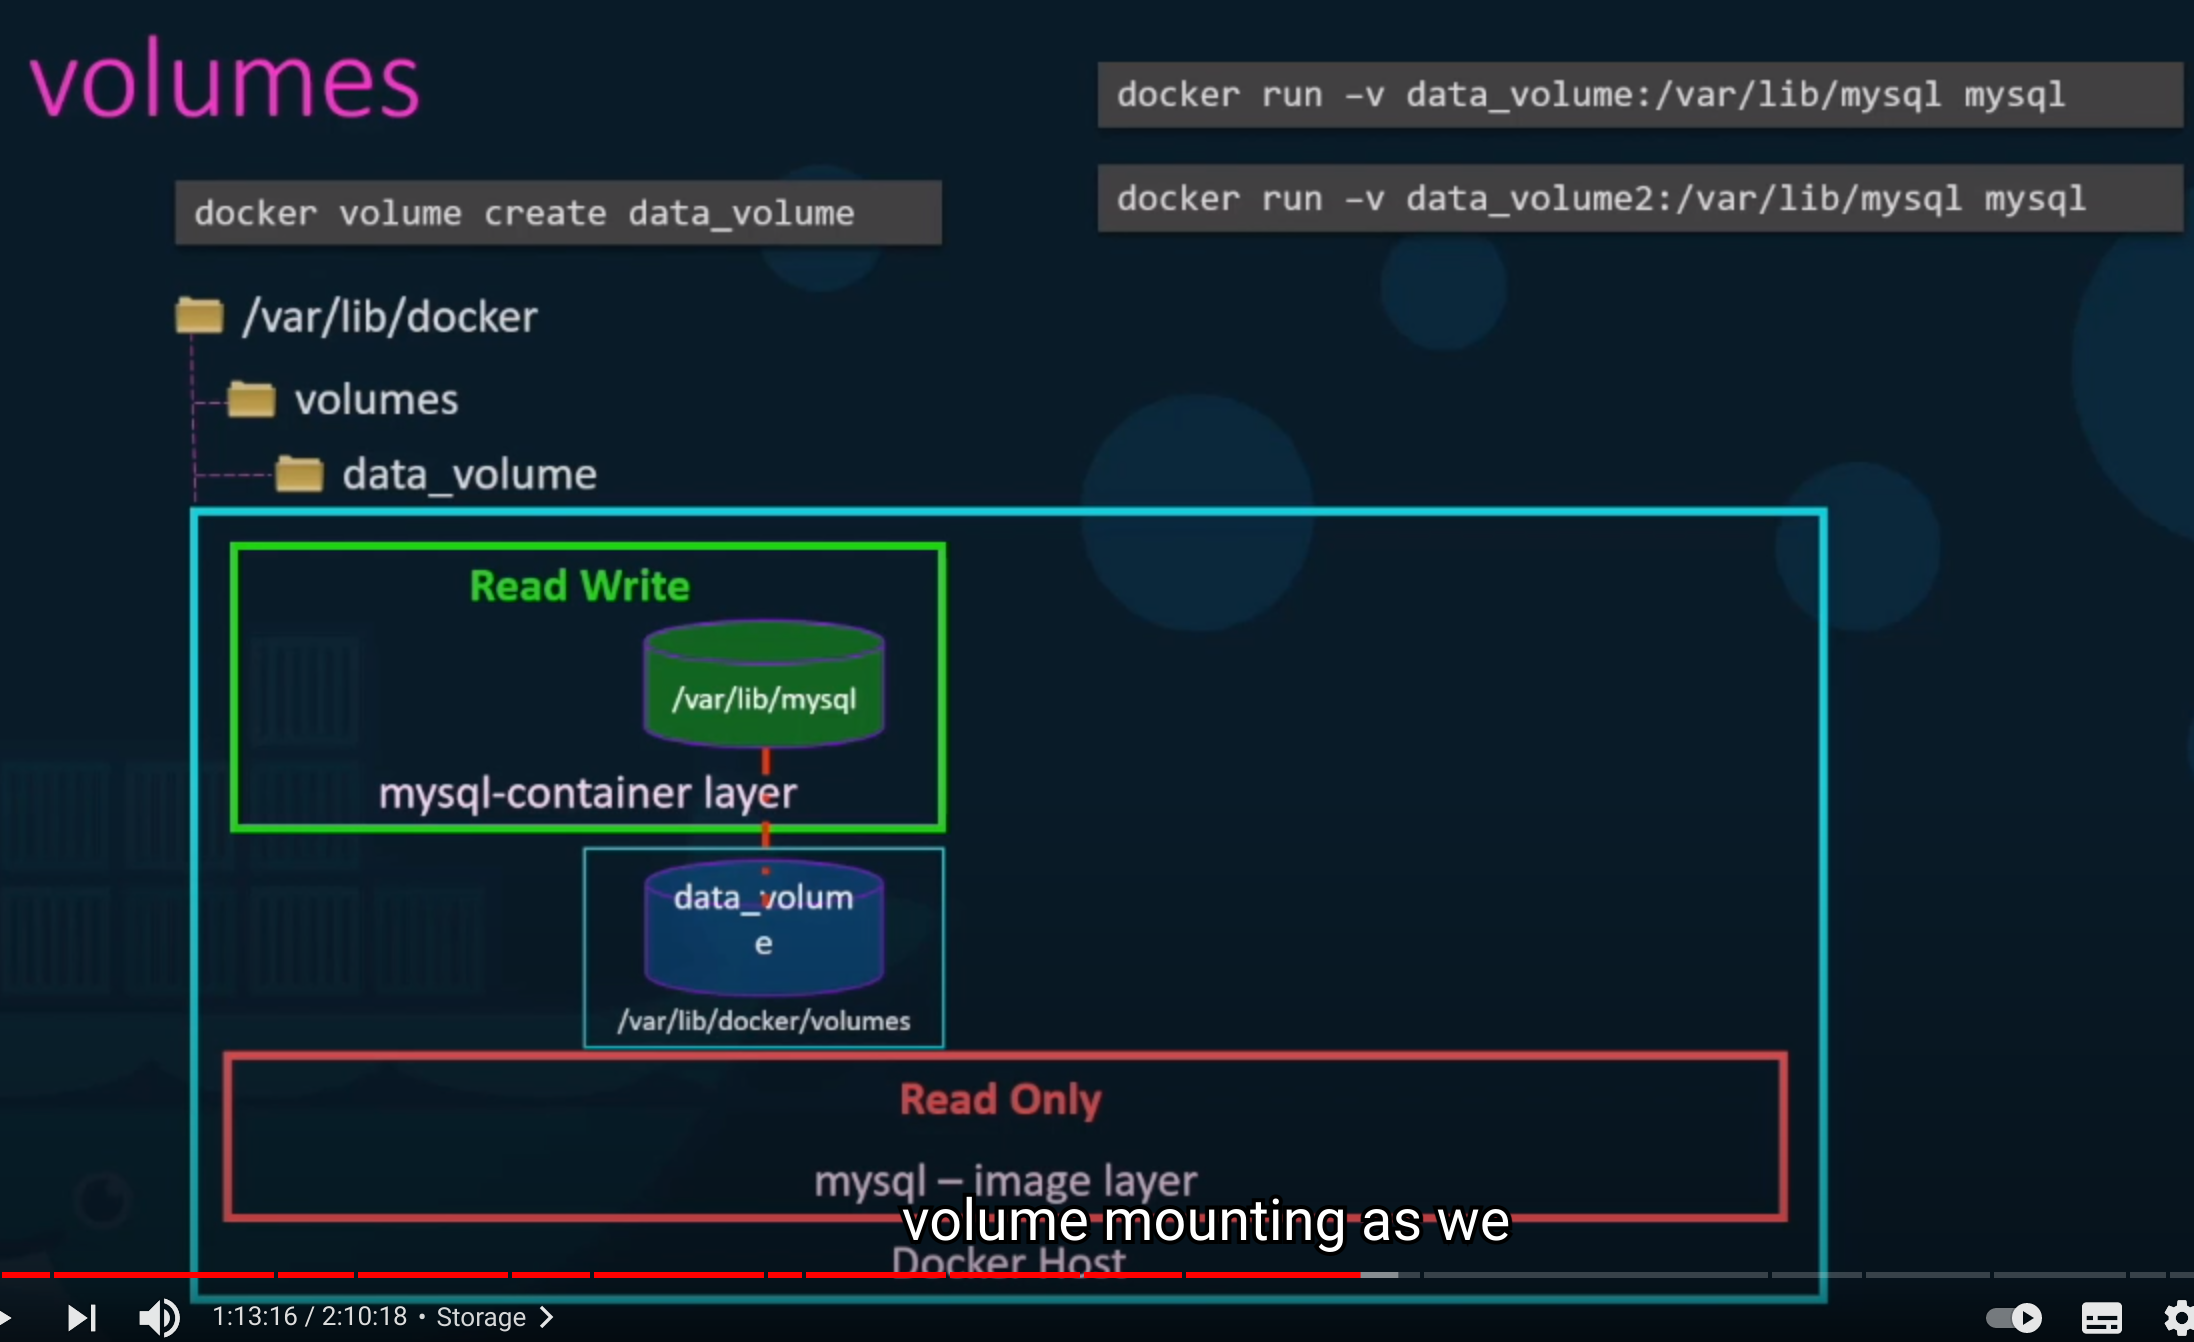 volumes
docker run –v data_volume:/var/lib/mysql mysql
docker run –v data_volume2:/var/lib/mysql mysql
docker volume create data_volume
/var/lib/docker
volumes
data_volume
Read Write
/var/lib/mysql
mysql-container layer
data_volum
e
/var/lib/docker/volumes
Read Only
mysql – image layer
volume mounting as we
Docker Host
1:13:16 / 2:10:18 • Storage